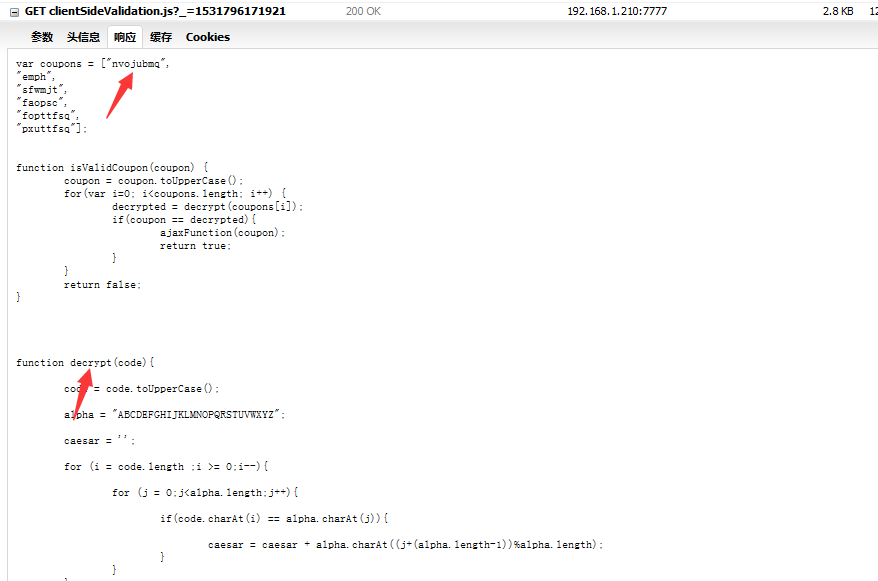 GET clientSideValidation.js?_=1531796171921 200 OK 192.168.1.210:7777 2.8 KB 12
参数 头信息 响应 缓存 Cookies
var coupons = ["nvojubmq",
"emph",
"sfwmjt",
"faopsc",
"fopttfsq",
"pxuttfsq"];
function isValidCoupon(coupon) {
coupon = coupon.toUpperCase();
for(var i=0; i<coupons.length; i++) {
decrypted = decrypt(coupons[i]);
if(coupon == decrypted){
ajaxFunction(coupon);
return true;
}
}
return false;
}
function decrypt(code){
code = code.toUpperCase();
alpha = "ABCDEFGHIJKLMNOPQRSTUVWXYZ";
caesar = '';
for (i = code.length ;i >= 0;i--){
for (j = 0;j<alpha.length;j++){
if(code.charAt(i) == alpha.charAt(j)){
caesar = caesar + alpha.charAt((j+(alpha.length-1))%alpha.length);
}
}